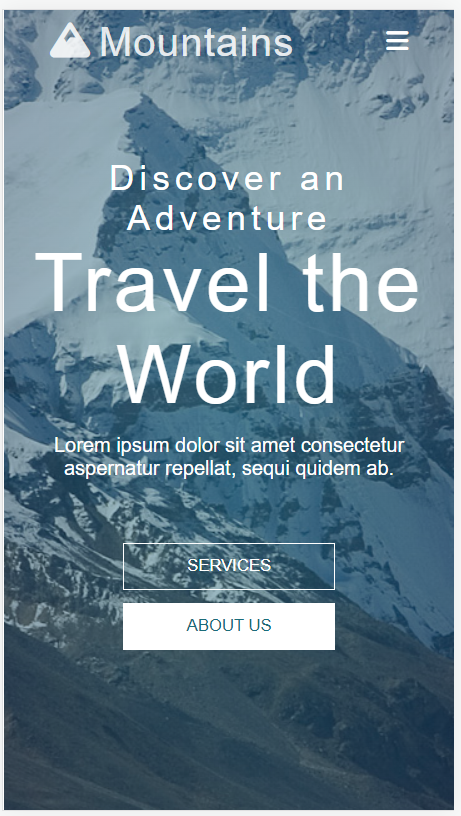 Mountains
Discover an
Adventure
Travel the
World
Lorem ipsum dolor sit amet consectetur
aspernatur repellat, sequi quidem ab.
SERVICES
ABOUT US